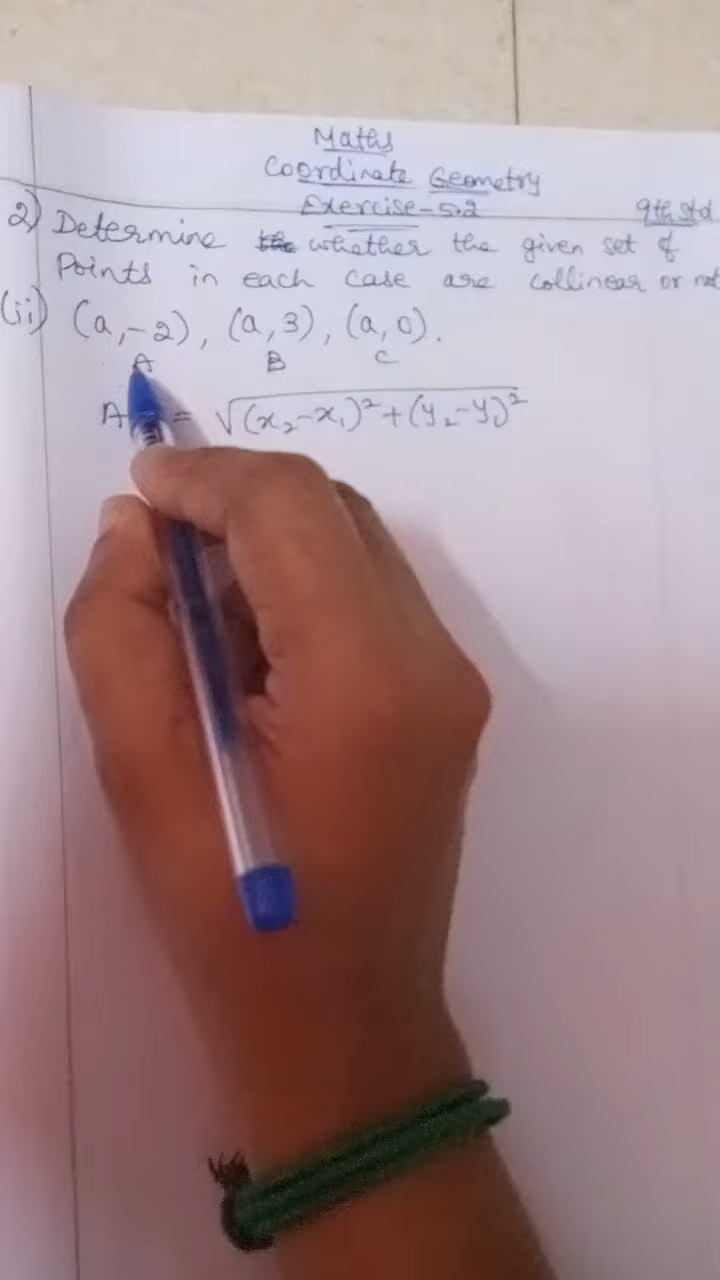 Maths
Coordinate Geometry
Exercise-5.2 9th std
2) Determine whether the given set of
Points in each case are collinear or not
(ii) (a,-2), (a,3), (a,0).
A B C
A = √(x₂-x₁)²+(y₂-y₁)²